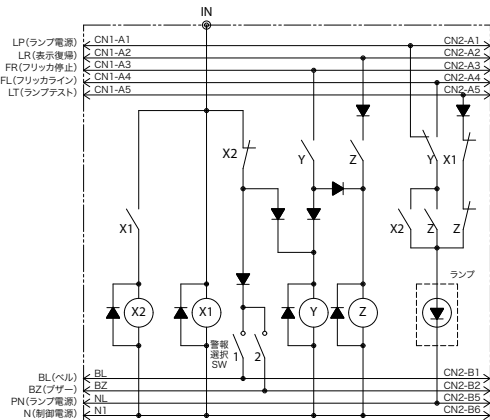 IN
LP(ランプ電源) CN1-A1 CN2-A1
LR(表示復帰) CN1-A2 CN2-A2
FR(フリッカ停止) CN1-A3 CN2-A3
FL(フリッカライン) CN1-A4 CN2-A4
LT(ランプテスト) CN1-A5 CN2-A5
X2 Y Z Y X1
X1 X2 Z Z
ランプ
X2 X1 Y Z
警報
選択
SW 1 2
BL(ベル) BL CN2-B1
BZ(ブザー) BZ CN2-B2
PN(ランプ電源) NL CN2-B5
N(制御電源) N1 CN2-B6